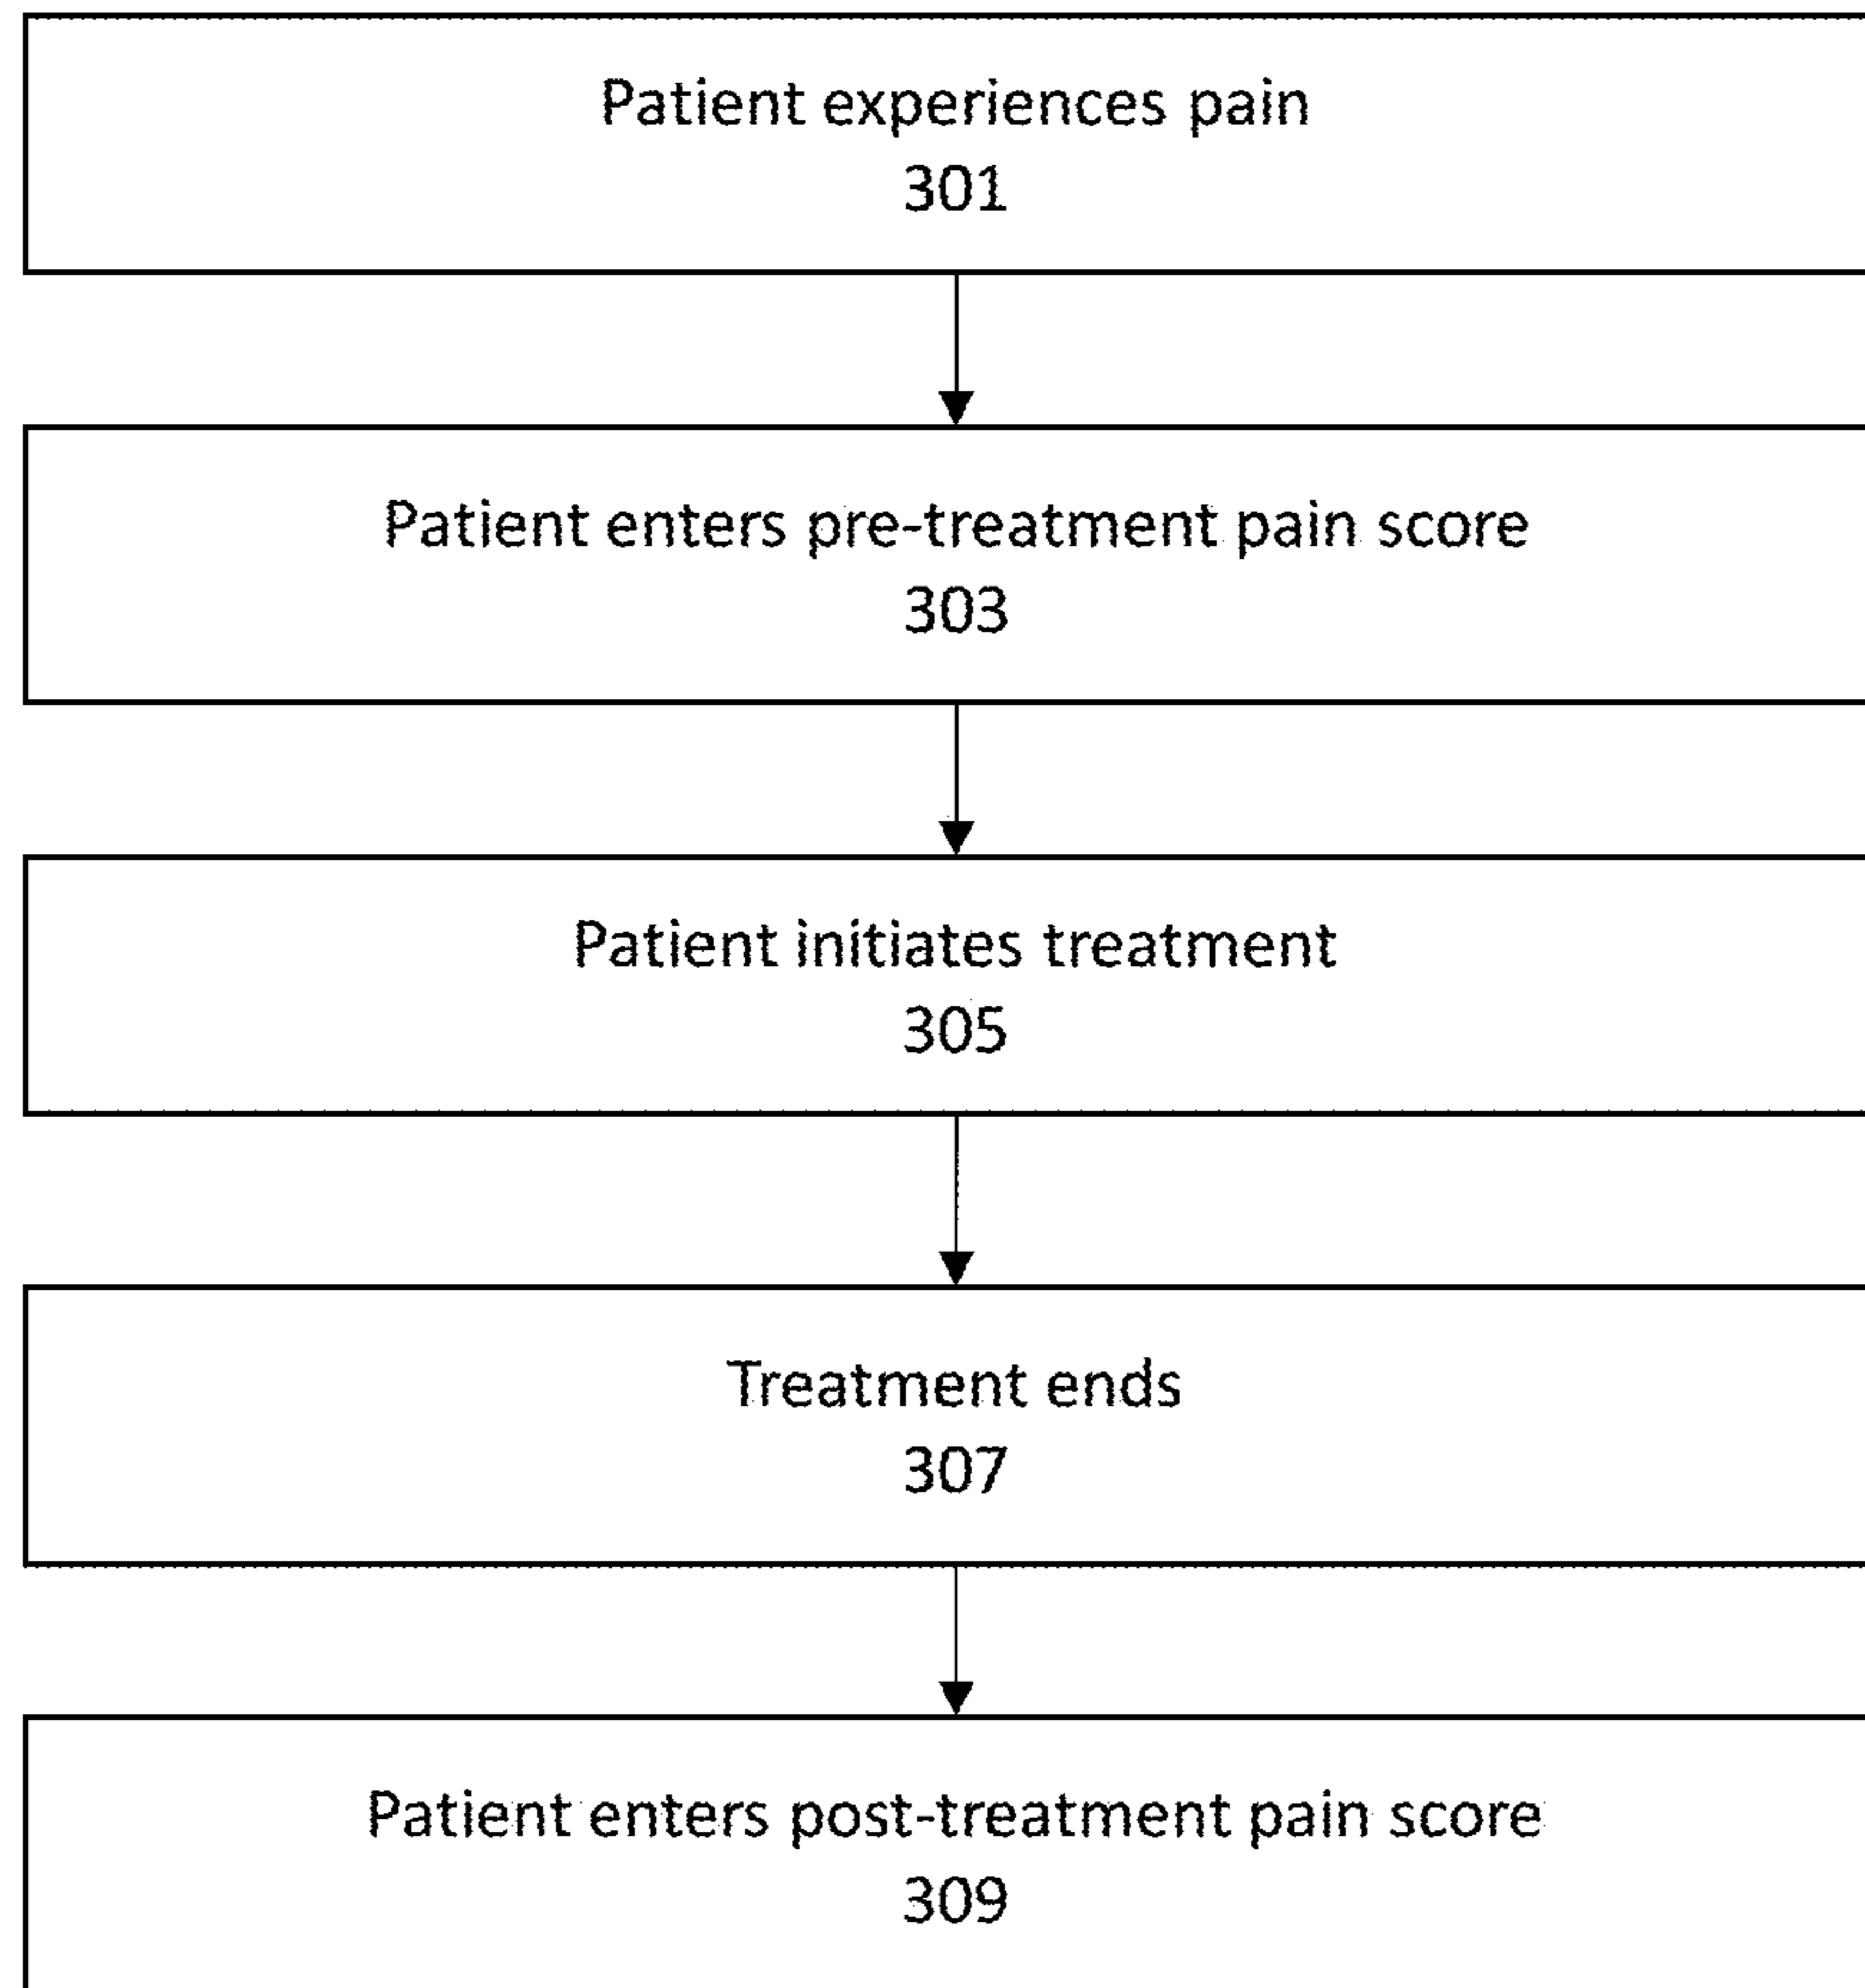 Patient experiences pain
301
Patient enters pre-treatment pain score
303
Patient initiates treatment
305
Treatment ends
307
Patient enters post-treatment pain score
309